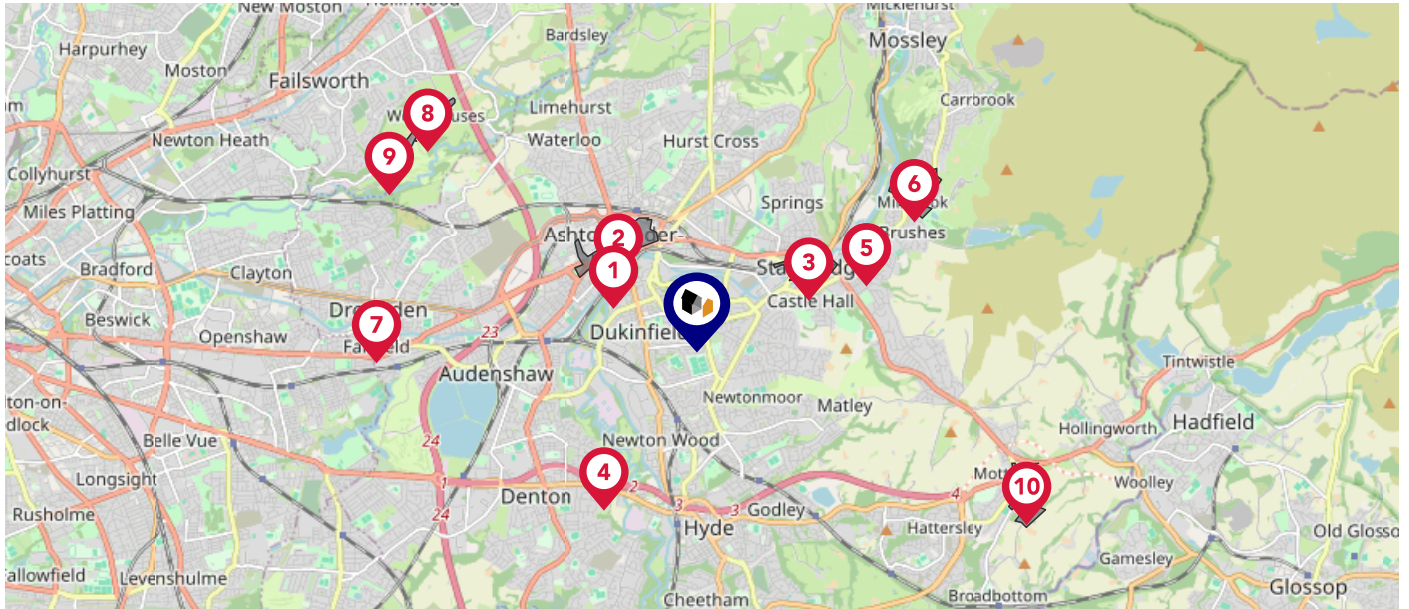 New Moston
Micklehurst
Bardsley
Mossley
Harpurhey
Moston
Failsworth
Carrbrook
8
Limehurst
Newton Heath
Waterloo
Hurst Cross
9
Collyhurst
6
Miles Platting
Springs
Brushes
2
5
3
Bradford
Clayton
1
Castle Hall
Beswick
Openshaw
7
23
Dukinfield
Tintwistle
Audenshaw
Newtonmoor
Matley
Hadfield
Belle Vue
24
Newton Wood
Hollingworth
Longsight
4
1
Denton
2
3
3
4
10
Woolley
Rusholme
24
Hyde
Godley
Hattersley
Old Glosso
Gamesley
allowfield
Levenshulme
Cheetham
Broadbottom
Glossop